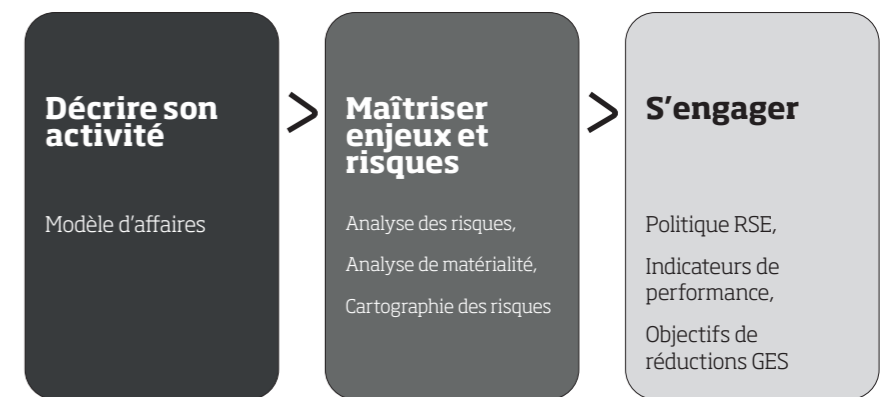 Décrire son
activité
Modèle d'affaires
>
Maîtriser
enjeux et
risques
Analyse des risques,
Analyse de matérialité,
Cartographie des risques
>
S'engager
Politique RSE,
Indicateurs de
performance,
Objectifs de
réductions GES